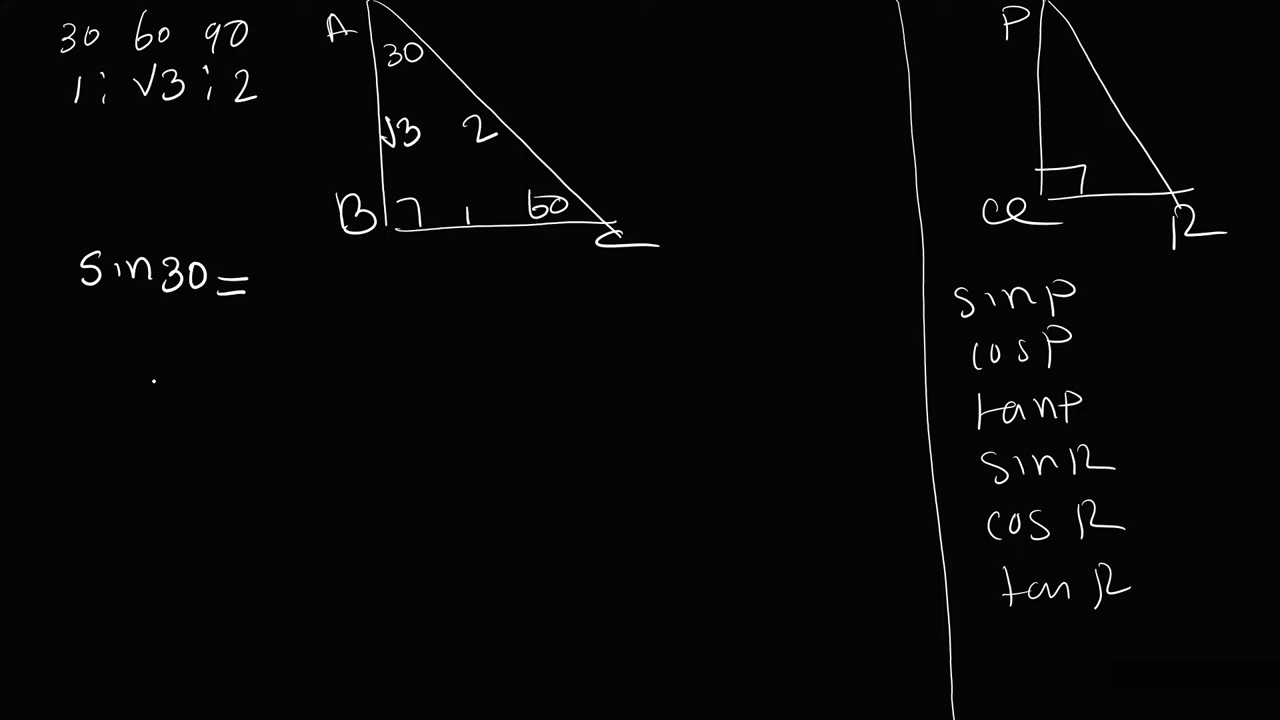 30 60 90
1 : √3 : 2
A
30
√3 2
B 1 60 C
sin30 =
P
Q R
sinP
cosP
tanP
sinR
cosR
tanR